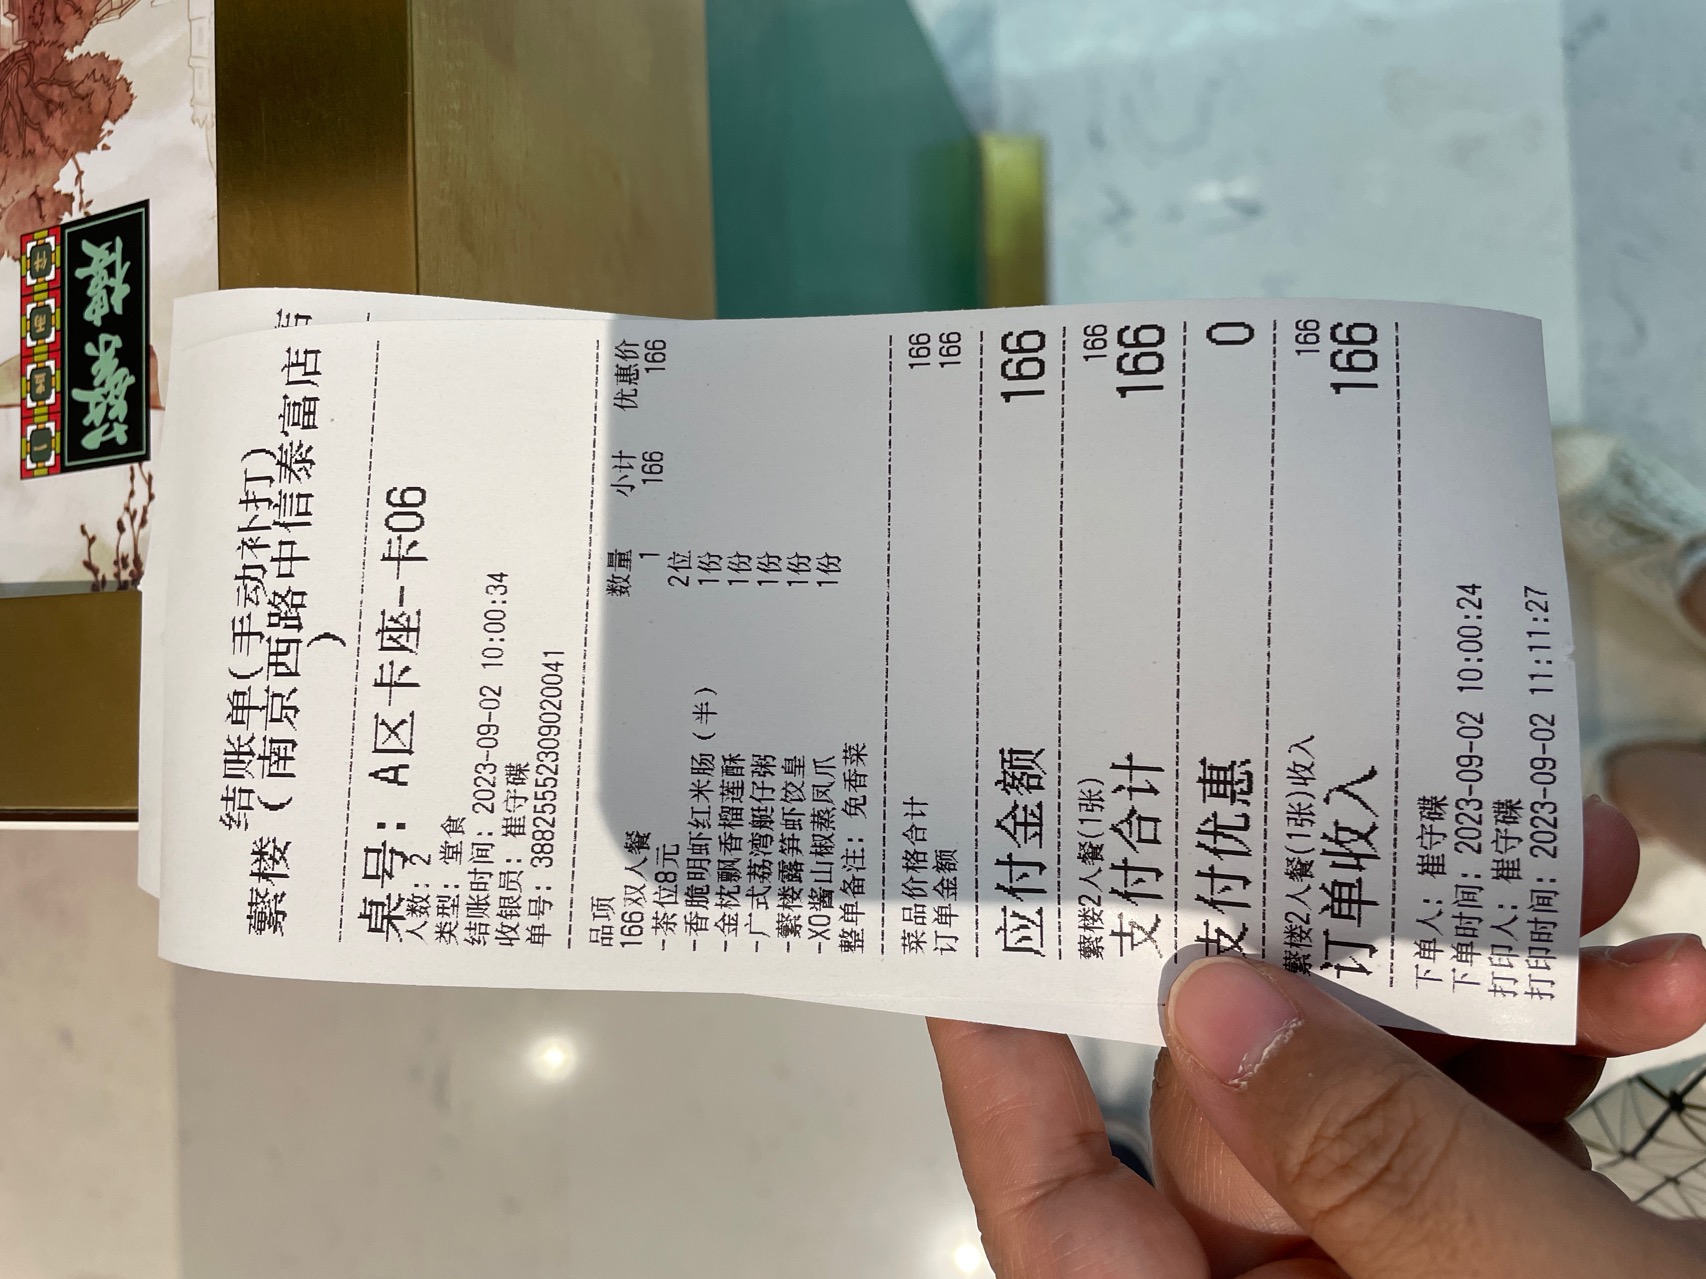 结账单(手动补打)
蘩楼(南京西路中信泰富店
)
桌号: A区卡座-卡06
人数: 2
类型: 堂食
结账时间: 2023-09-02 10:00:34
收银员: 崔守碟
单号: 38825552309020041
品项 数量 小计 优惠价
166双人餐 1 166 166
-茶位8元 2位
-香脆明虾红米肠(半) 1份
-金枕飘香榴莲酥 1份
-广式荔湾艇仔粥 1份
-蘩楼露笋虾饺皇 1份
-XO酱山椒蒸凤爪 1份
整单备注: 免香菜
菜品价格合计 166
订单金额 166
应付金额 166
蘩楼2人餐(1张) 166
支付合计 166
支付优惠 0
蘩楼2人餐(1张)收入 166
订单收入 166
下单人: 崔守碟
下单时间: 2023-09-02 10:00:24
打印人: 崔守碟
打印时间: 2023-09-02 11:11:27